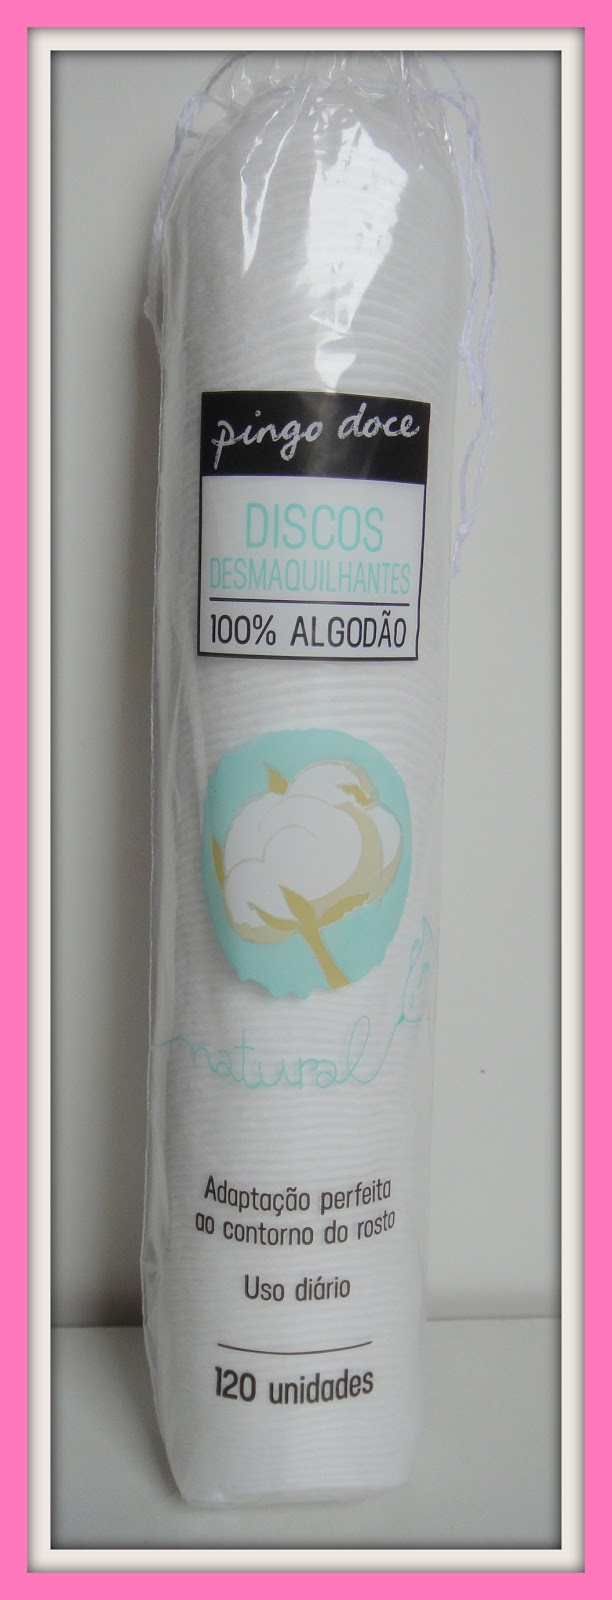 pingo doce
DISCOS
DESMAQUILHANTES
100% ALGODÃO
natural
Adaptação perfeita
ao contorno do rosto
Uso diário
120 unidades